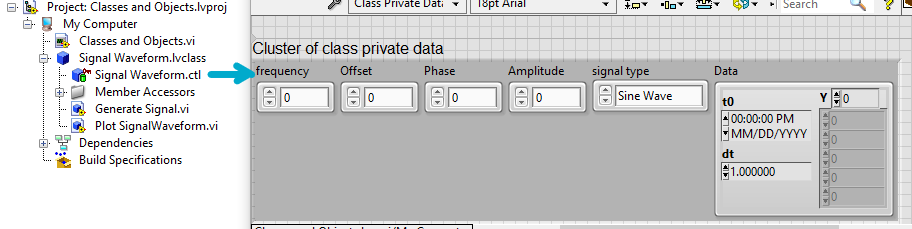 Project: Classes and Objects.lvproj
My Computer
Classes and Objects.vi
Signal Waveform.lvclass
Signal Waveform.ctl
Member Accessors
Generate Signal.vi
Plot SignalWaveform.vi
Dependencies
Build Specifications
Class Private Data
18pt Arial
Search
Cluster of class private data
frequency Offset Phase Amplitude signal type Data
0 0 0 0 Sine Wave
t0 Y 0
00:00:00 PM
MM/DD/YYYY
dt
1.000000
0
0
0
0
0